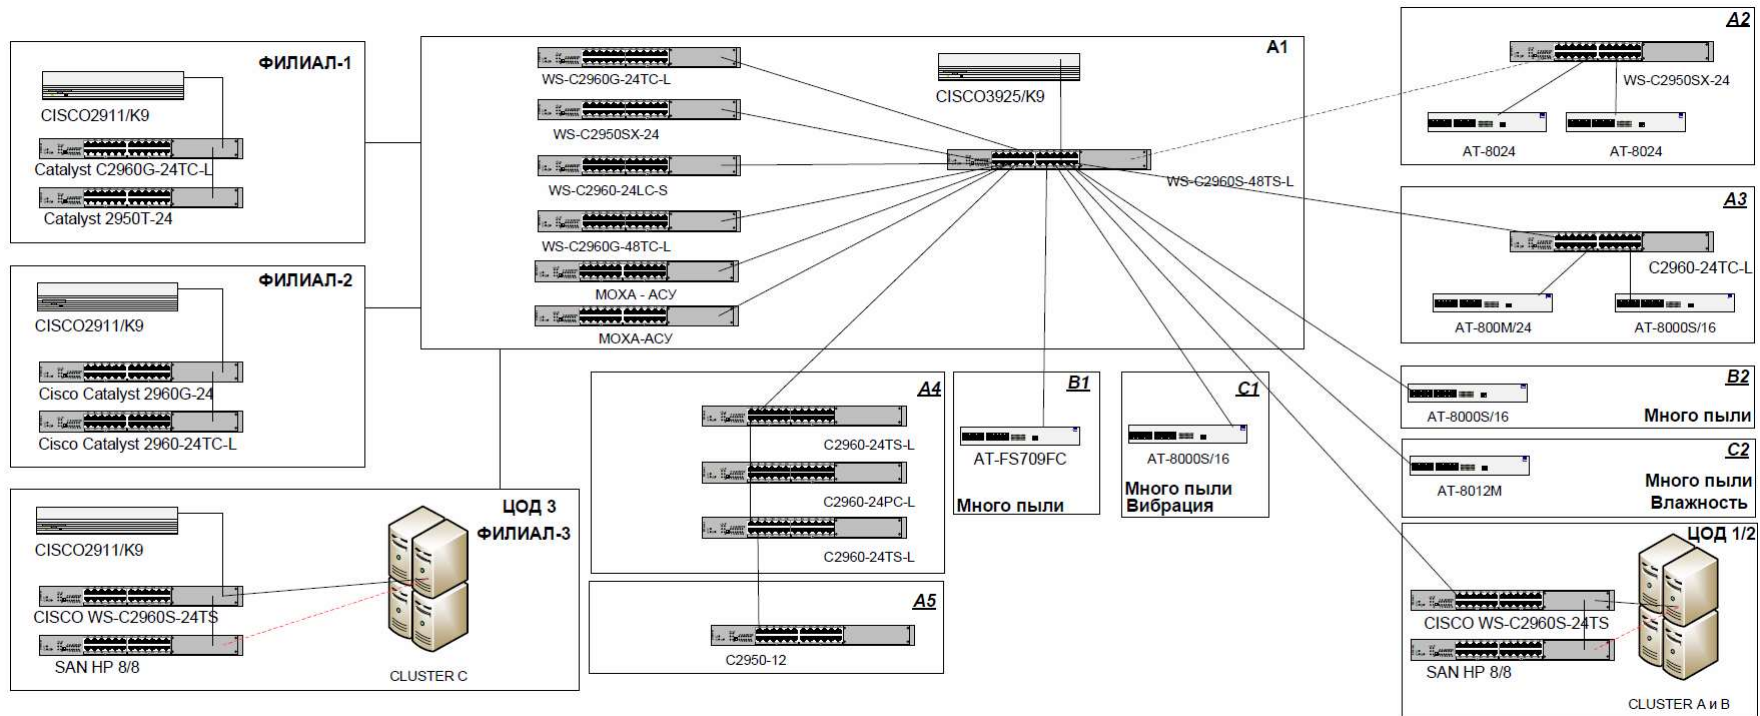 ФИЛИАЛ-1
CISCO2911/K9
Catalyst C2960G-24TC-L
Catalyst 2950T-24
ФИЛИАЛ-2
CISCO2911/K9
Cisco Catalyst 2960G-24
Cisco Catalyst 2960-24TC-L
ЦОД 3
ФИЛИАЛ-3
CISCO2911/K9
CISCO WS-C2960S-24TS
SAN HP 8/8
CLUSTER C
A1
WS-C2960G-24TC-L
WS-C2950SX-24
WS-C2960-24LC-S
WS-C2960G-48TC-L
MOXA - АСУ
MOXA-АСУ
CISCO3925/K9
WS-C2960S-48TS-L
A4
C2960-24TS-L
C2960-24PC-L
C2960-24TS-L
A5
C2950-12
B1
AT-FS709FC
Много пыли
C1
AT-8000S/16
Много пыли
Вибрация
A2
WS-C2950SX-24
AT-8024
AT-8024
A3
C2960-24TC-L
AT-800M/24
AT-8000S/16
B2
AT-8000S/16
Много пыли
C2
AT-8012M
Много пыли
Влажность
ЦОД 1/2
CISCO WS-C2960S-24TS
SAN HP 8/8
CLUSTER A и B